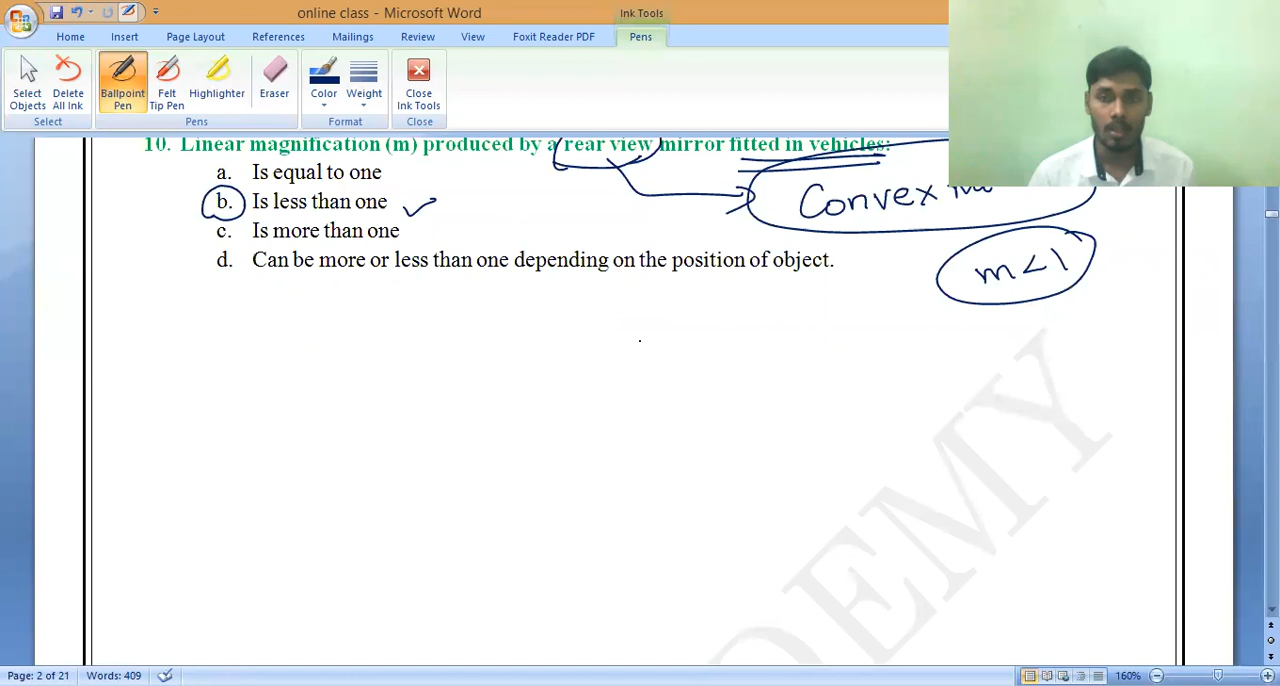 online class - Microsoft Word
Ink Tools
Home Insert Page Layout References Mailings Review View Foxit Reader PDF Pens
Select Objects
Delete All Ink
Ballpoint Pen
Felt Tip Pen
Highlighter
Eraser
Color
Weight
Close Ink Tools
Select Pens Format Close
10. Linear magnification (m) produced by a rear view mirror fitted in vehicles:
a. Is equal to one
b. Is less than one
c. Is more than one
d. Can be more or less than one depending on the position of object.
Convex
m<1
DEMY
Page: 2 of 21 Words: 409 160%